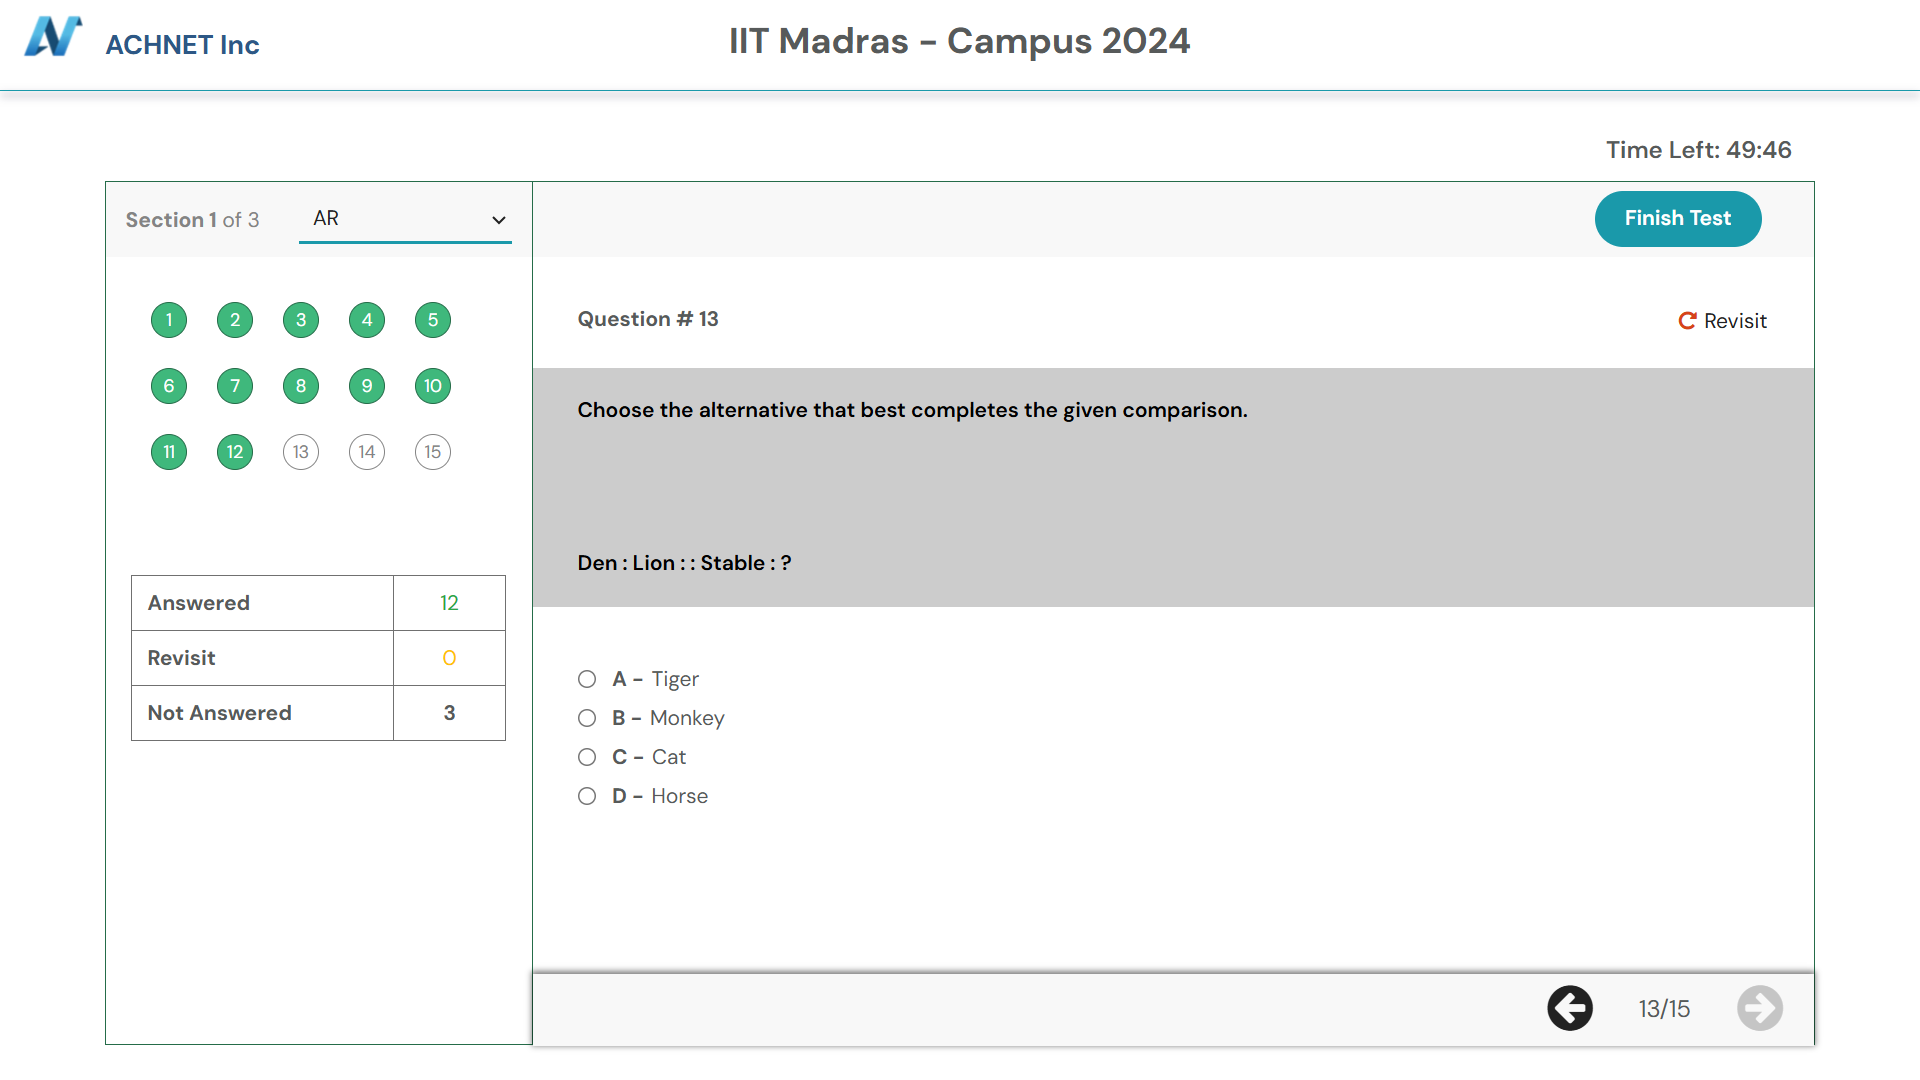 ACHNET Inc
IIT Madras - Campus 2024
Time Left: 49:46
Section 1 of 3
AR
Finish Test
1 2 3 4 5
6 7 8 9 10
11 12 13 14 15
Answered 12
Revisit 0
Not Answered 3
Question # 13
Revisit
Choose the alternative that best completes the given comparison.
Den : Lion : : Stable : ?
A - Tiger
B - Monkey
C - Cat
D - Horse
13/15